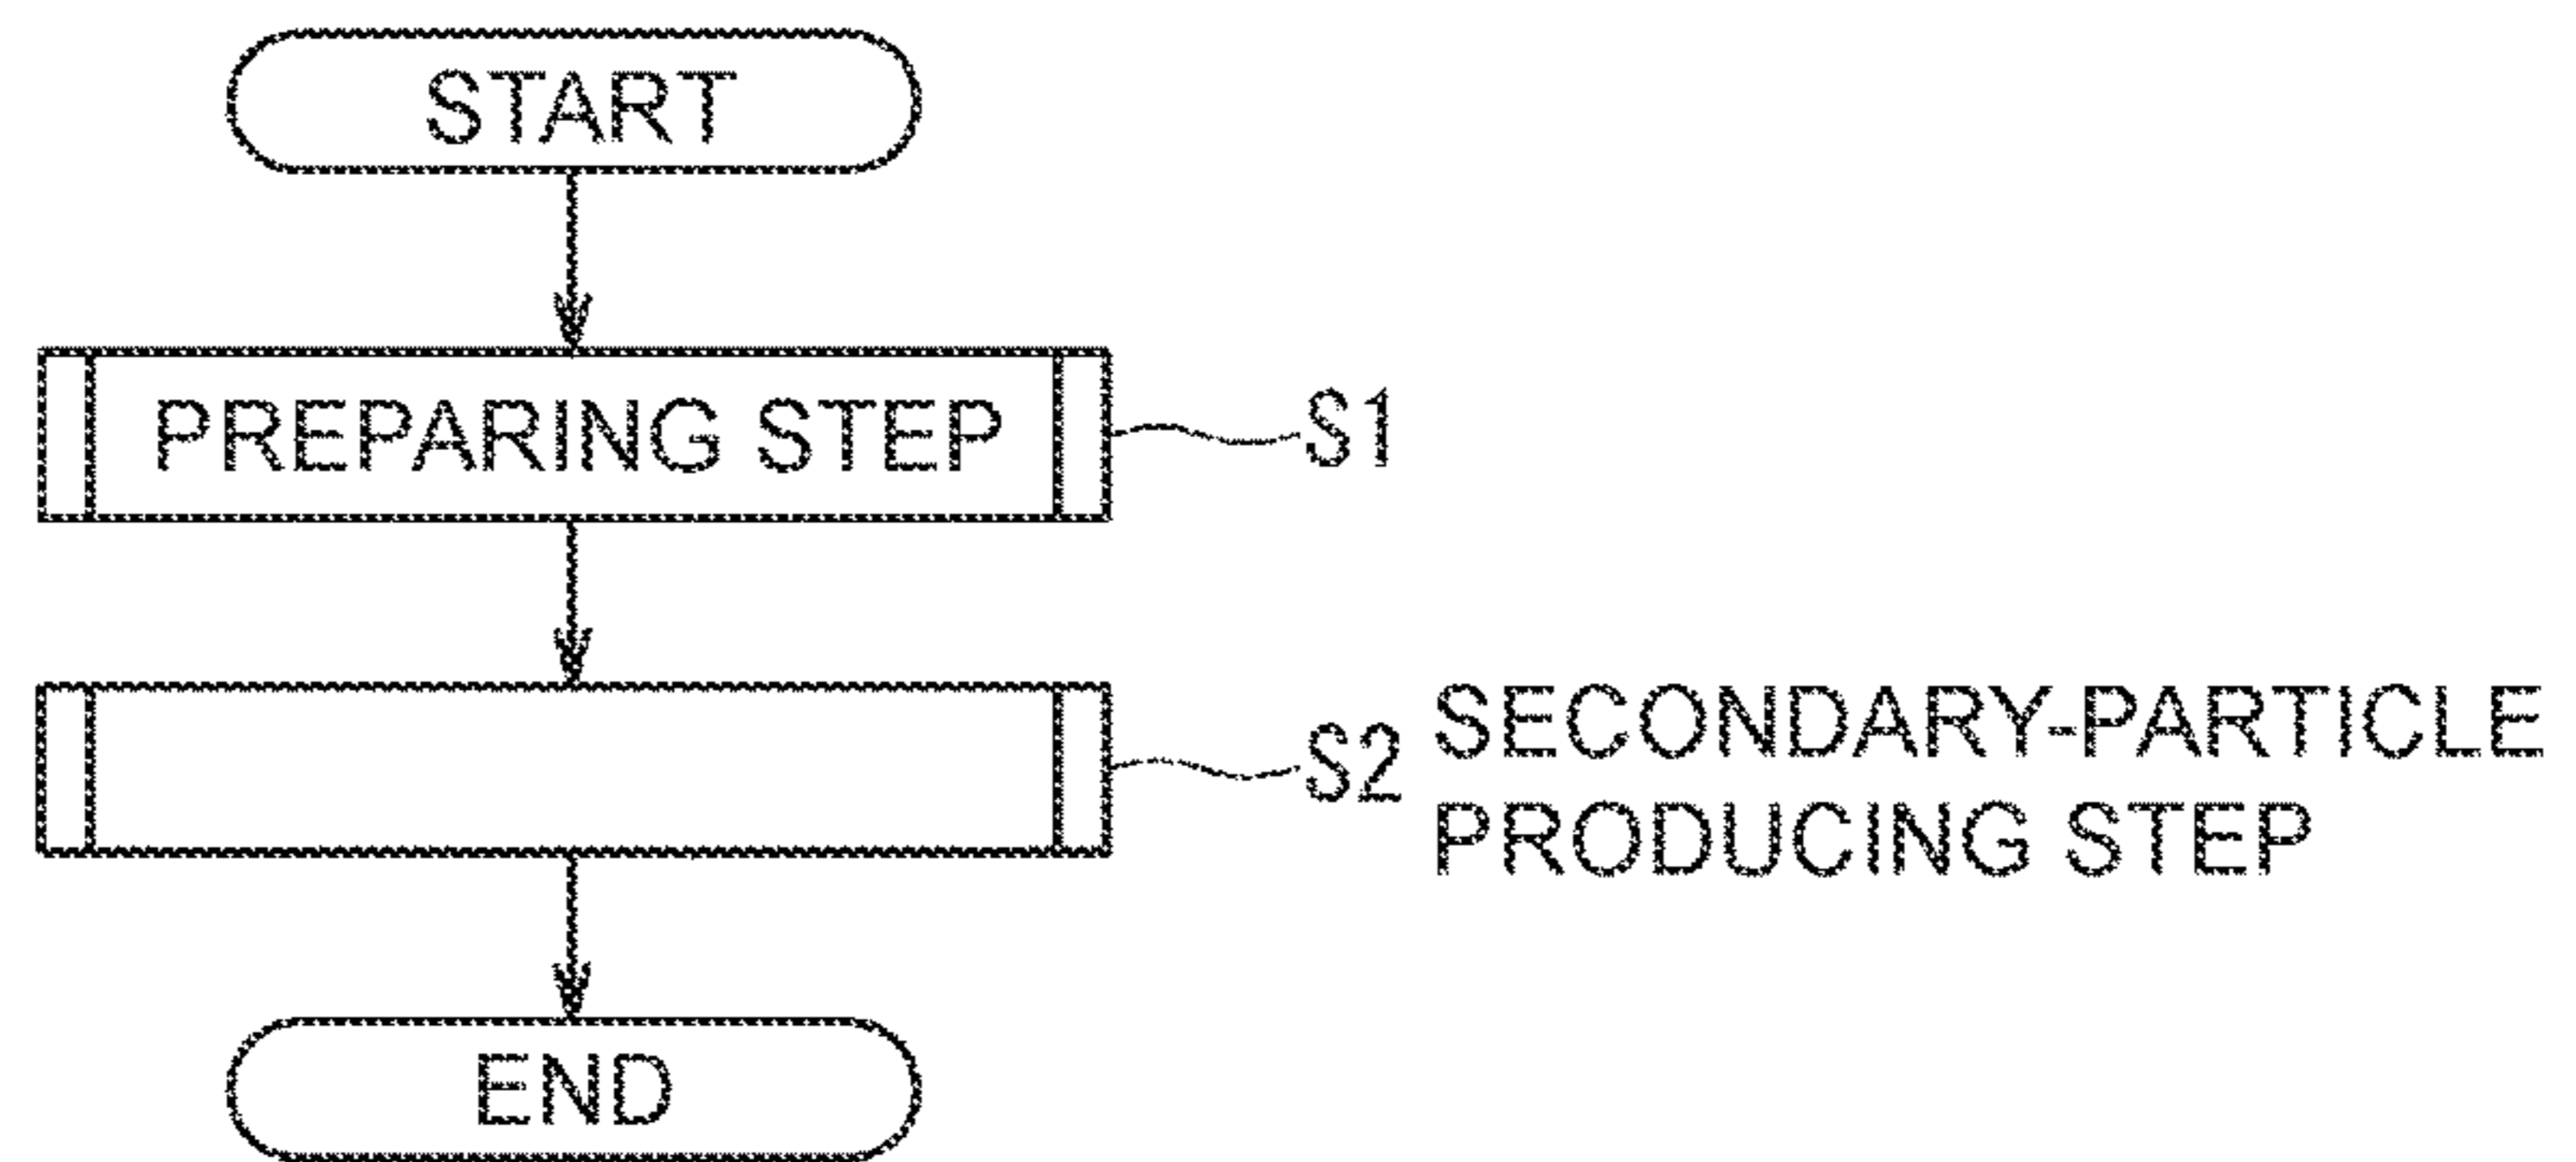 START
PREPARING STEP
S1
S2
SECONDARY-PARTICLE
PRODUCING STEP
END